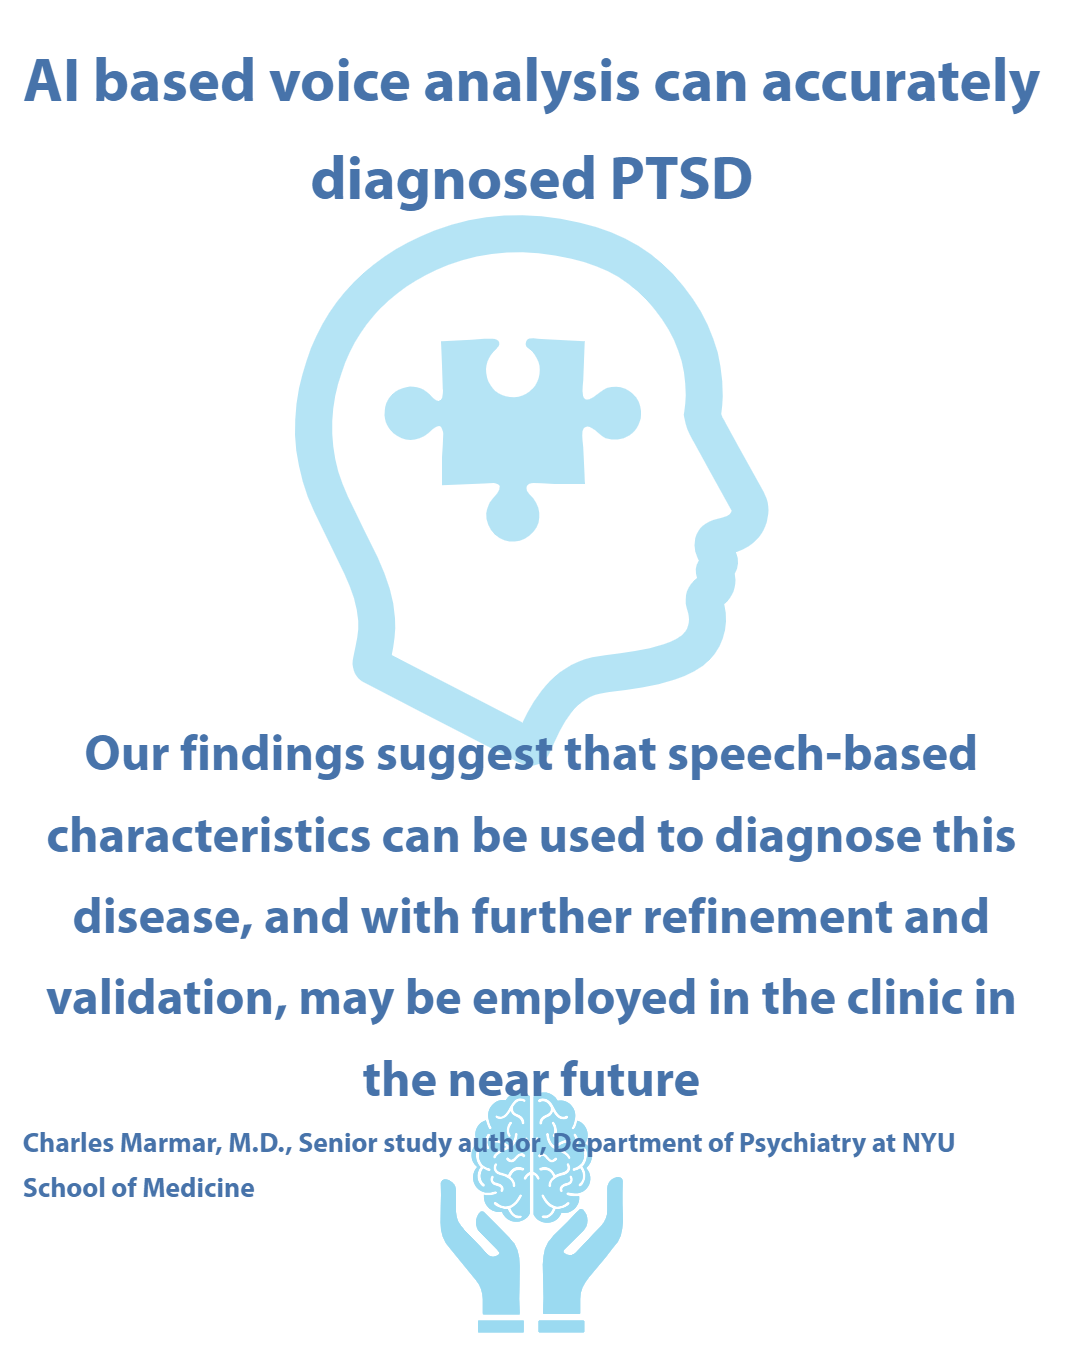 AI based voice analysis can accurately
diagnosed PTSD
Our findings suggest that speech-based
characteristics can be used to diagnose this
disease, and with further refinement and
validation, may be employed in the clinic in
the near future
Charles Marmar, M.D., Senior study author, Department of Psychiatry at NYU
School of Medicine